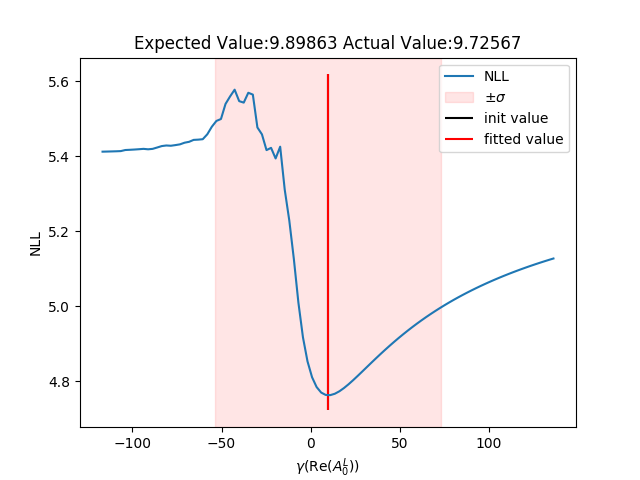 Expected Value:9.89863 Actual Value:9.72567
NLL
±σ
init value
fitted value
5.6
5.4
5.2
5.0
4.8
NLL
−100
−50
0
50
100
γ(Re(A₀ᴸ))